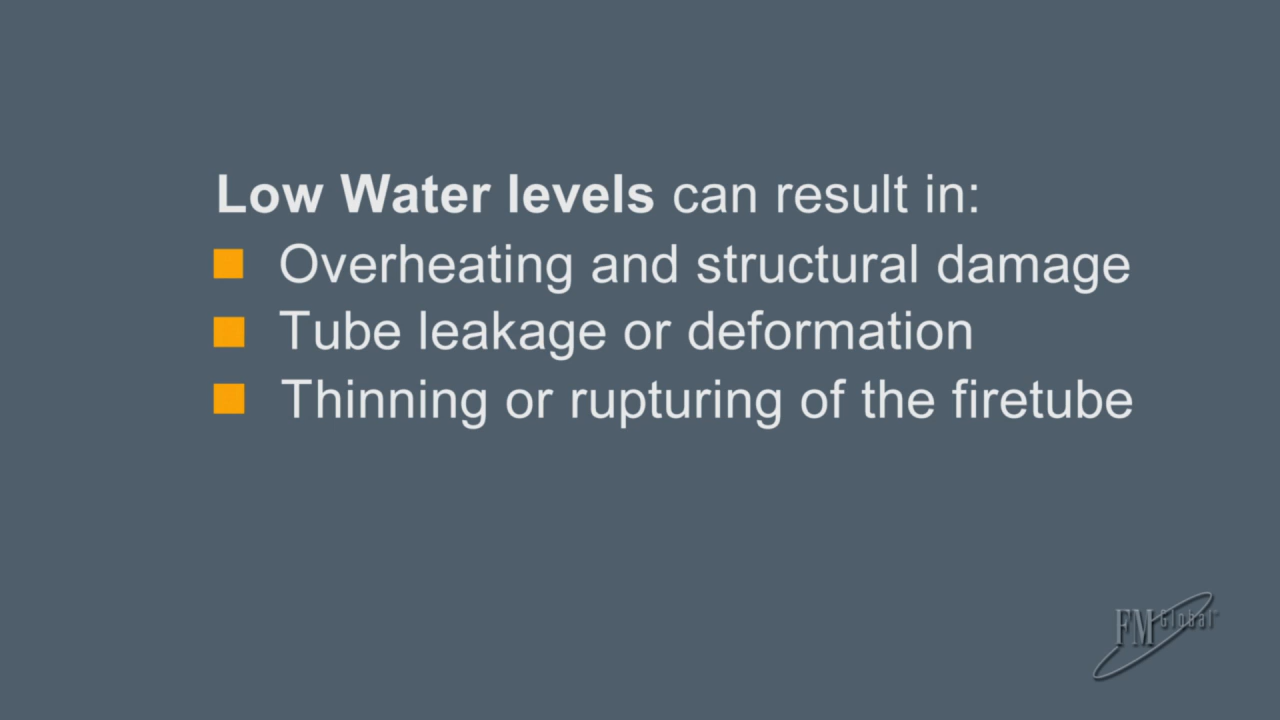 Low Water levels can result in:
Overheating and structural damage
Tube leakage or deformation
Thinning or rupturing of the firetube
FM Global